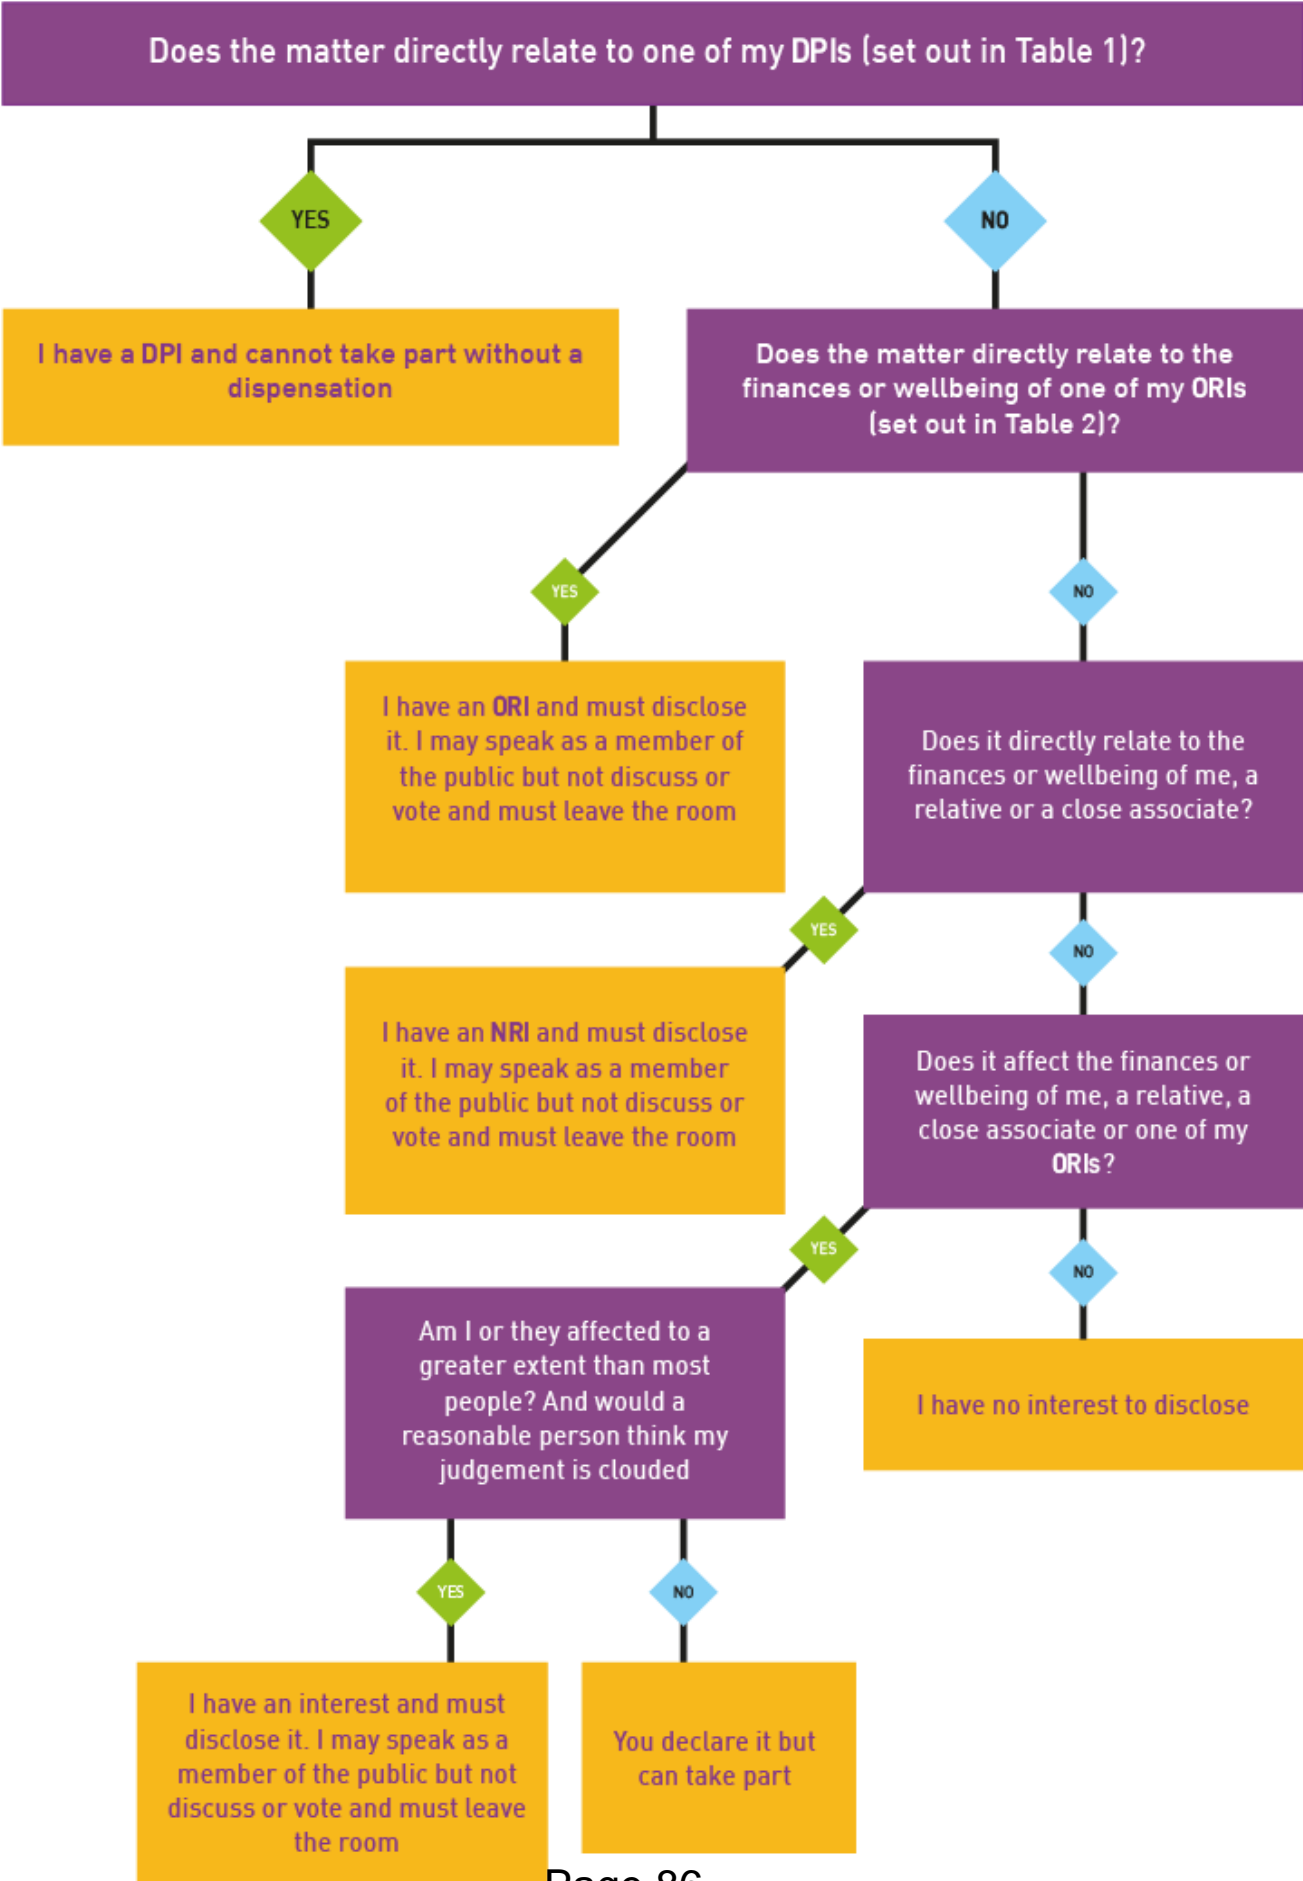 Does the matter directly relate to one of my DPIs (set out in Table 1)?
YES
NO
I have a DPI and cannot take part without a
dispensation
Does the matter directly relate to the
finances or wellbeing of one of my ORIs
(set out in Table 2)?
YES
NO
I have an ORI and must disclose
it. I may speak as a member of
the public but not discuss or
vote and must leave the room
Does it directly relate to the
finances or wellbeing of me, a
relative or a close associate?
YES
NO
I have an NRI and must disclose
it. I may speak as a member
of the public but not discuss or
vote and must leave the room
Does it affect the finances or
wellbeing of me, a relative, a
close associate or one of my
ORIs?
YES
NO
Am I or they affected to a
greater extent than most
people? And would a
reasonable person think my
judgement is clouded
I have no interest to disclose
YES
NO
I have an interest and must
disclose it. I may speak as a
member of the public but not
discuss or vote and must leave
the room
You declare it but
can take part
Page 86